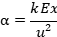 α = kEx / u²